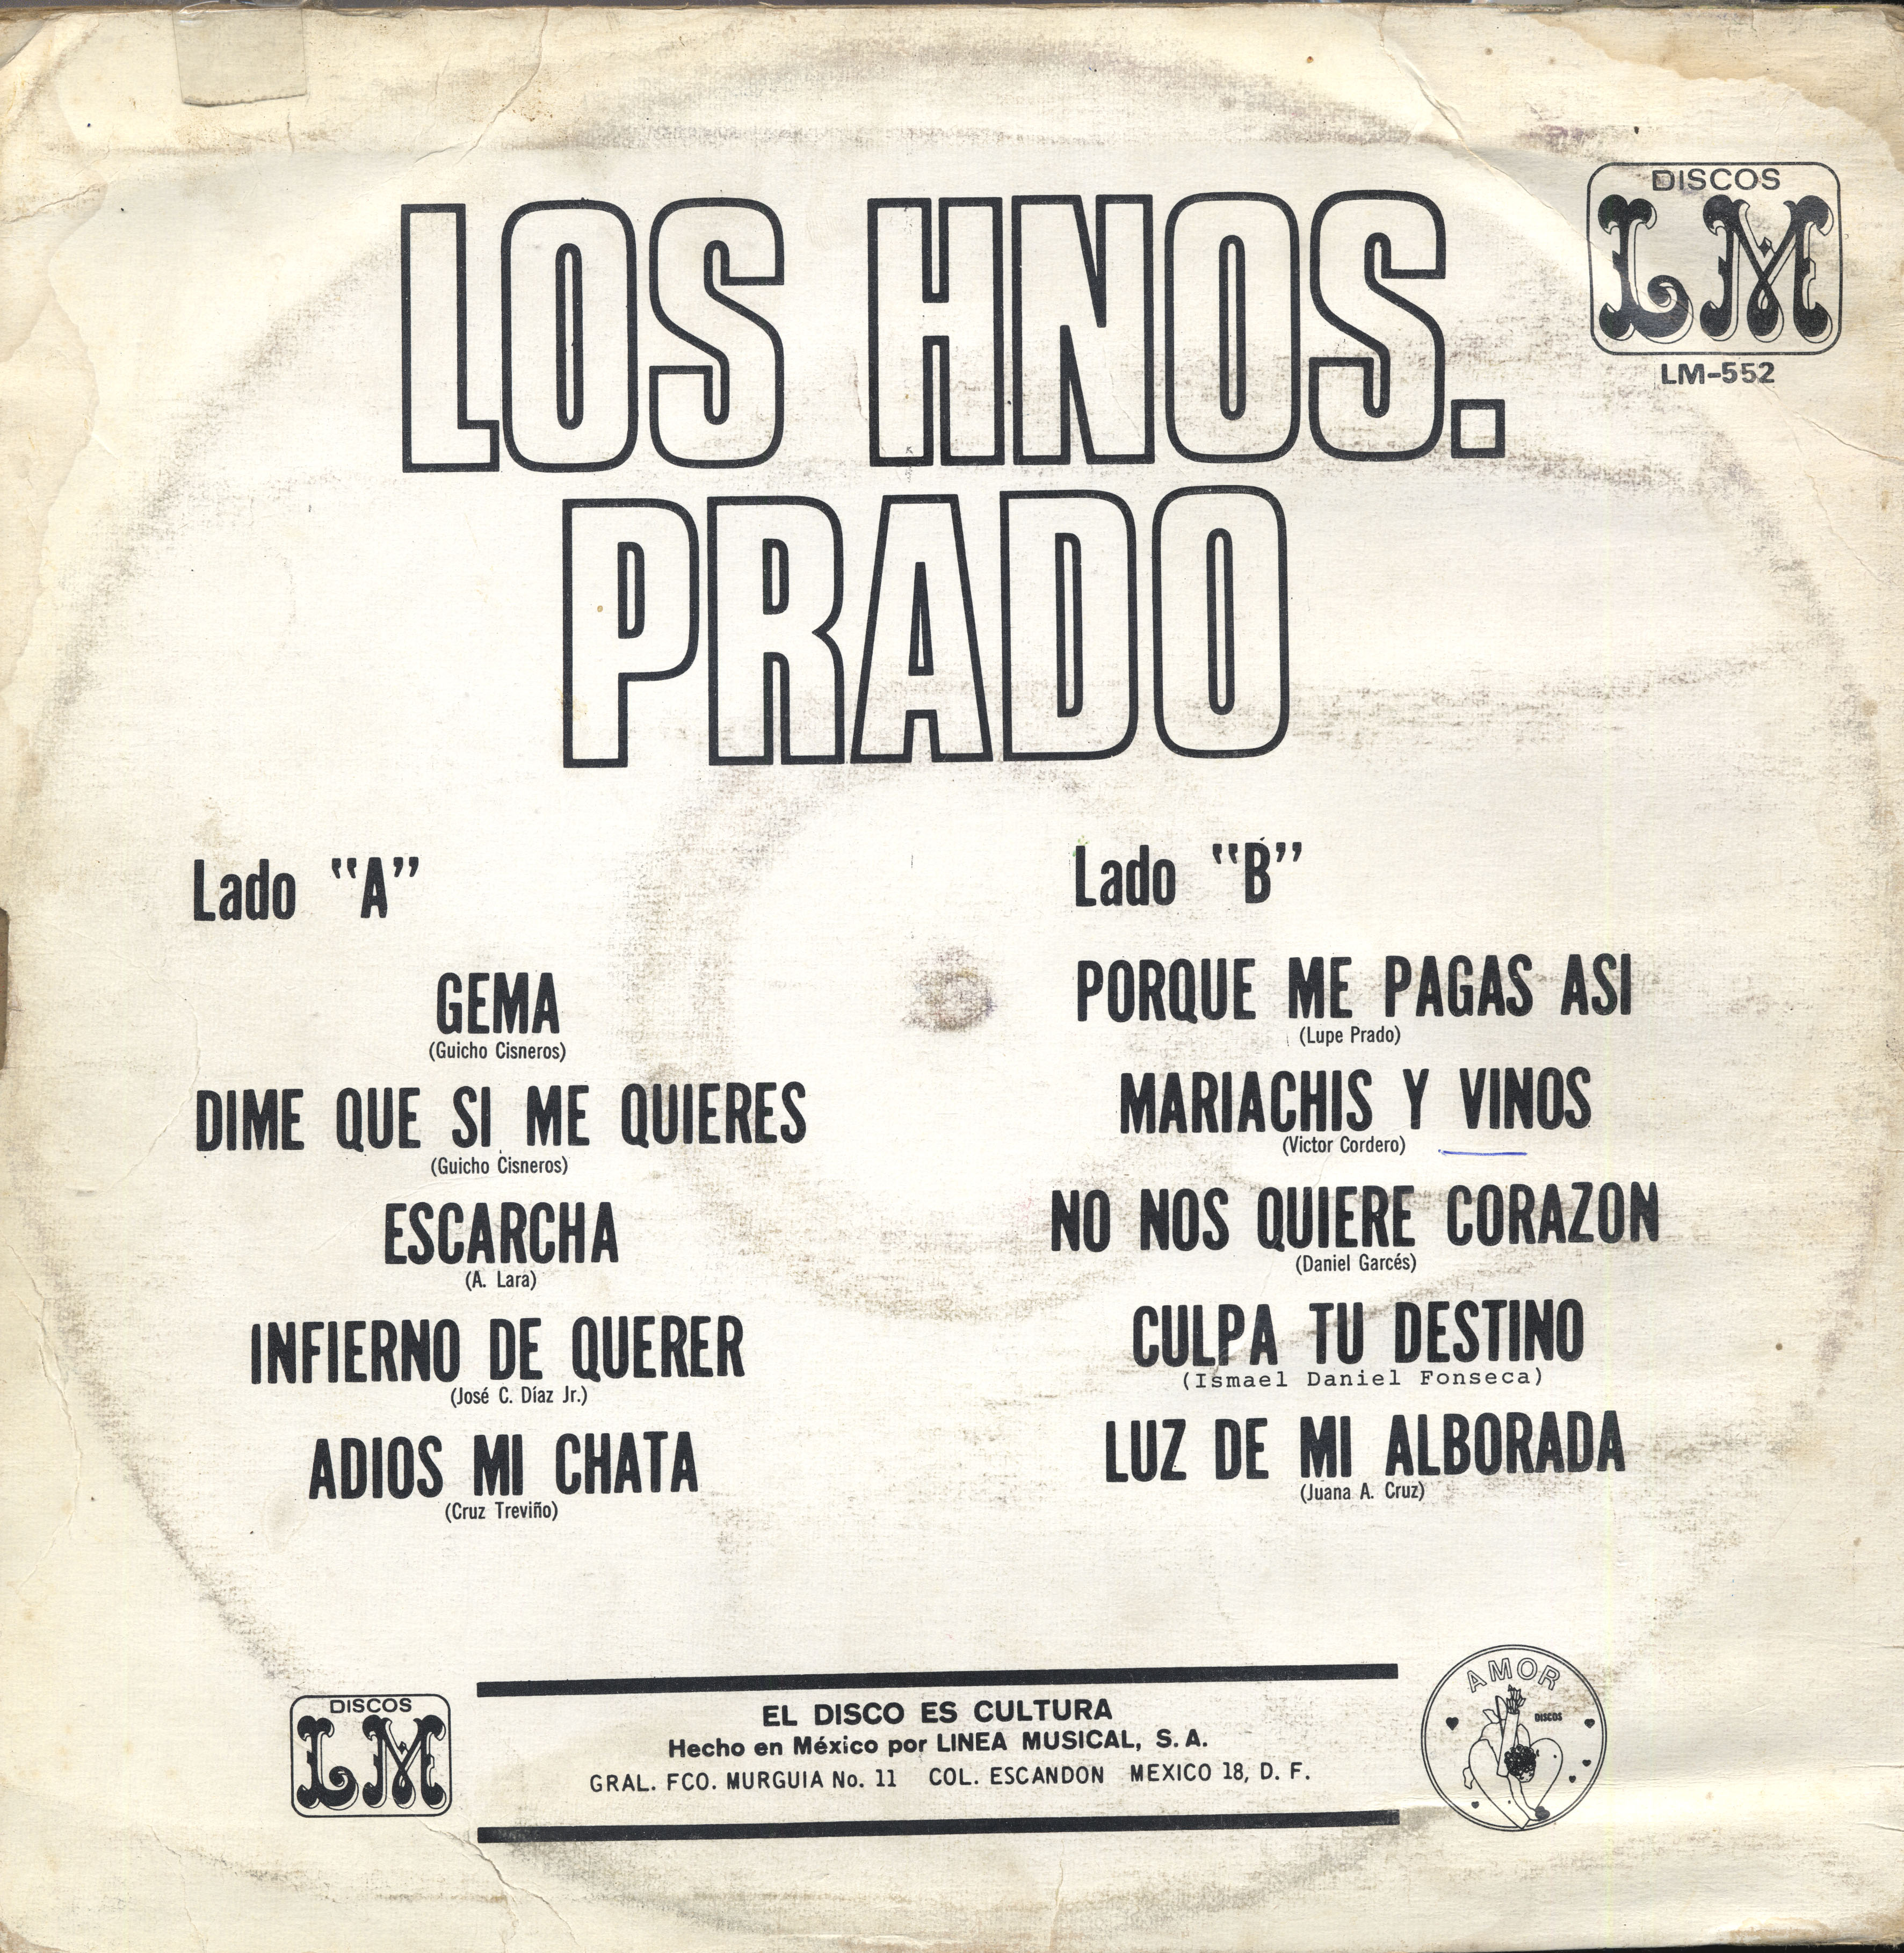 DISCOS
LM
LM-552
LOS HNOS.
PRADO
Lado "A"
GEMA
(Guicho Cisneros)
DIME QUE SI ME QUIERES
(Guicho Cisneros)
ESCARCHA
(A. Lara)
INFIERNO DE QUERER
(José C. Díaz Jr.)
ADIOS MI CHATA
(Cruz Treviño)
Lado "B"
PORQUE ME PAGAS ASI
(Lupe Prado)
MARIACHIS Y VINOS
(Victor Cordero)
NO NOS QUIERE CORAZON
(Daniel Garcés)
CULPA TU DESTINO
(Ismael Daniel Fonseca)
LUZ DE MI ALBORADA
(Juana A. Cruz)
DISCOS
LM
EL DISCO ES CULTURA
Hecho en México por LINEA MUSICAL, S.A.
GRAL. FCO. MURGUIA No. 11 COL. ESCANDON MEXICO 18, D. F.
AMOR
DISCOS